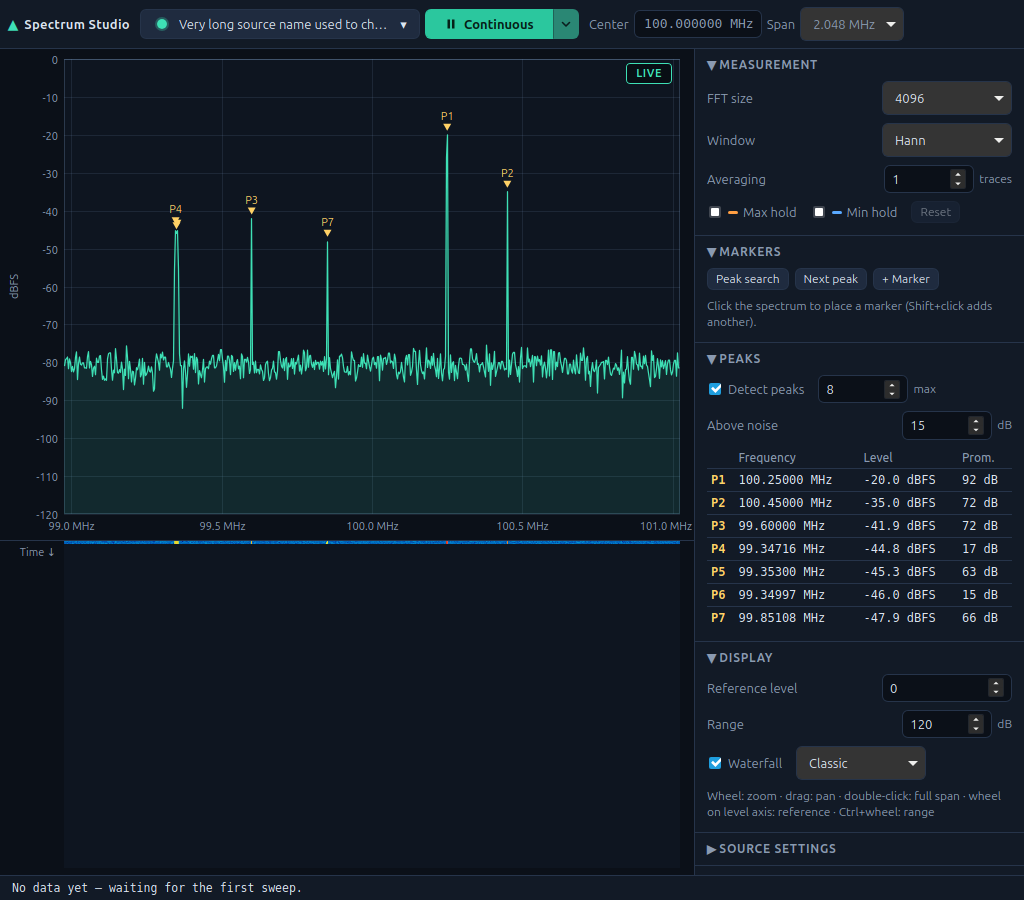 ▲ Spectrum Studio Very long source name used to ch... ▼ Continuous Center 100.000000 MHz Span 2.048 MHz
LIVE
0
-10
-20
-30
-40
-50
-60
-70
-80
-90
-100
-110
-120
dBFS
P1
P2
P3
P4
P7
99.0 MHz 99.5 MHz 100.0 MHz 100.5 MHz 101.0 MHz
Time ↓
▼ MEASUREMENT
FFT size 4096
Window Hann
Averaging 1 traces
Max hold Min hold Reset
▼ MARKERS
Peak search Next peak + Marker
Click the spectrum to place a marker (Shift+click adds
another).
▼ PEAKS
Detect peaks 8 max
Above noise 15 dB
Frequency Level Prom.
P1 100.25000 MHz -20.0 dBFS 92 dB
P2 100.45000 MHz -35.0 dBFS 72 dB
P3 99.60000 MHz -41.9 dBFS 72 dB
P4 99.34716 MHz -44.8 dBFS 17 dB
P5 99.35300 MHz -45.3 dBFS 63 dB
P6 99.34997 MHz -46.0 dBFS 15 dB
P7 99.85108 MHz -47.9 dBFS 66 dB
▼ DISPLAY
Reference level 0
Range 120 dB
Waterfall Classic
Wheel: zoom · drag: pan · double-click: full span · wheel
on level axis: reference · Ctrl+wheel: range
▶ SOURCE SETTINGS
No data yet — waiting for the first sweep.